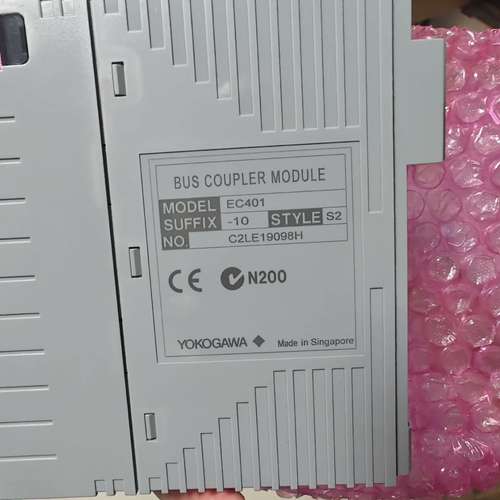 BUS COUPLER MODULE
MODEL EC401
SUFFIX -10 STYLE S2
NO. C2LE19098H
CE N200
YOKOGAWA Made in Singapore